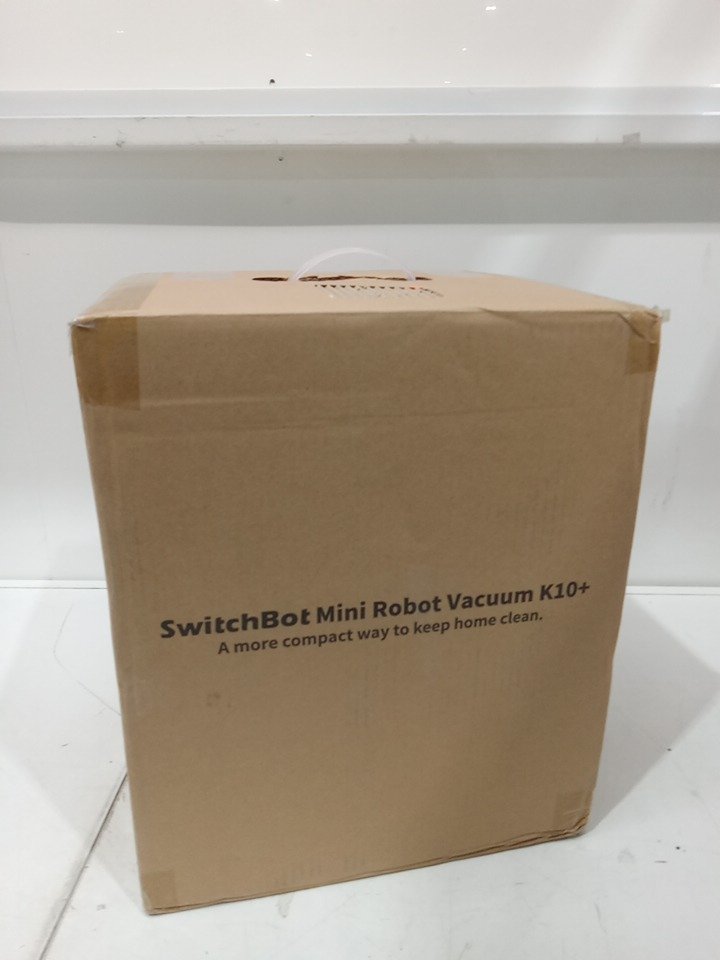 SwitchBot Mini Robot Vacuum K10+
A more compact way to keep home clean.